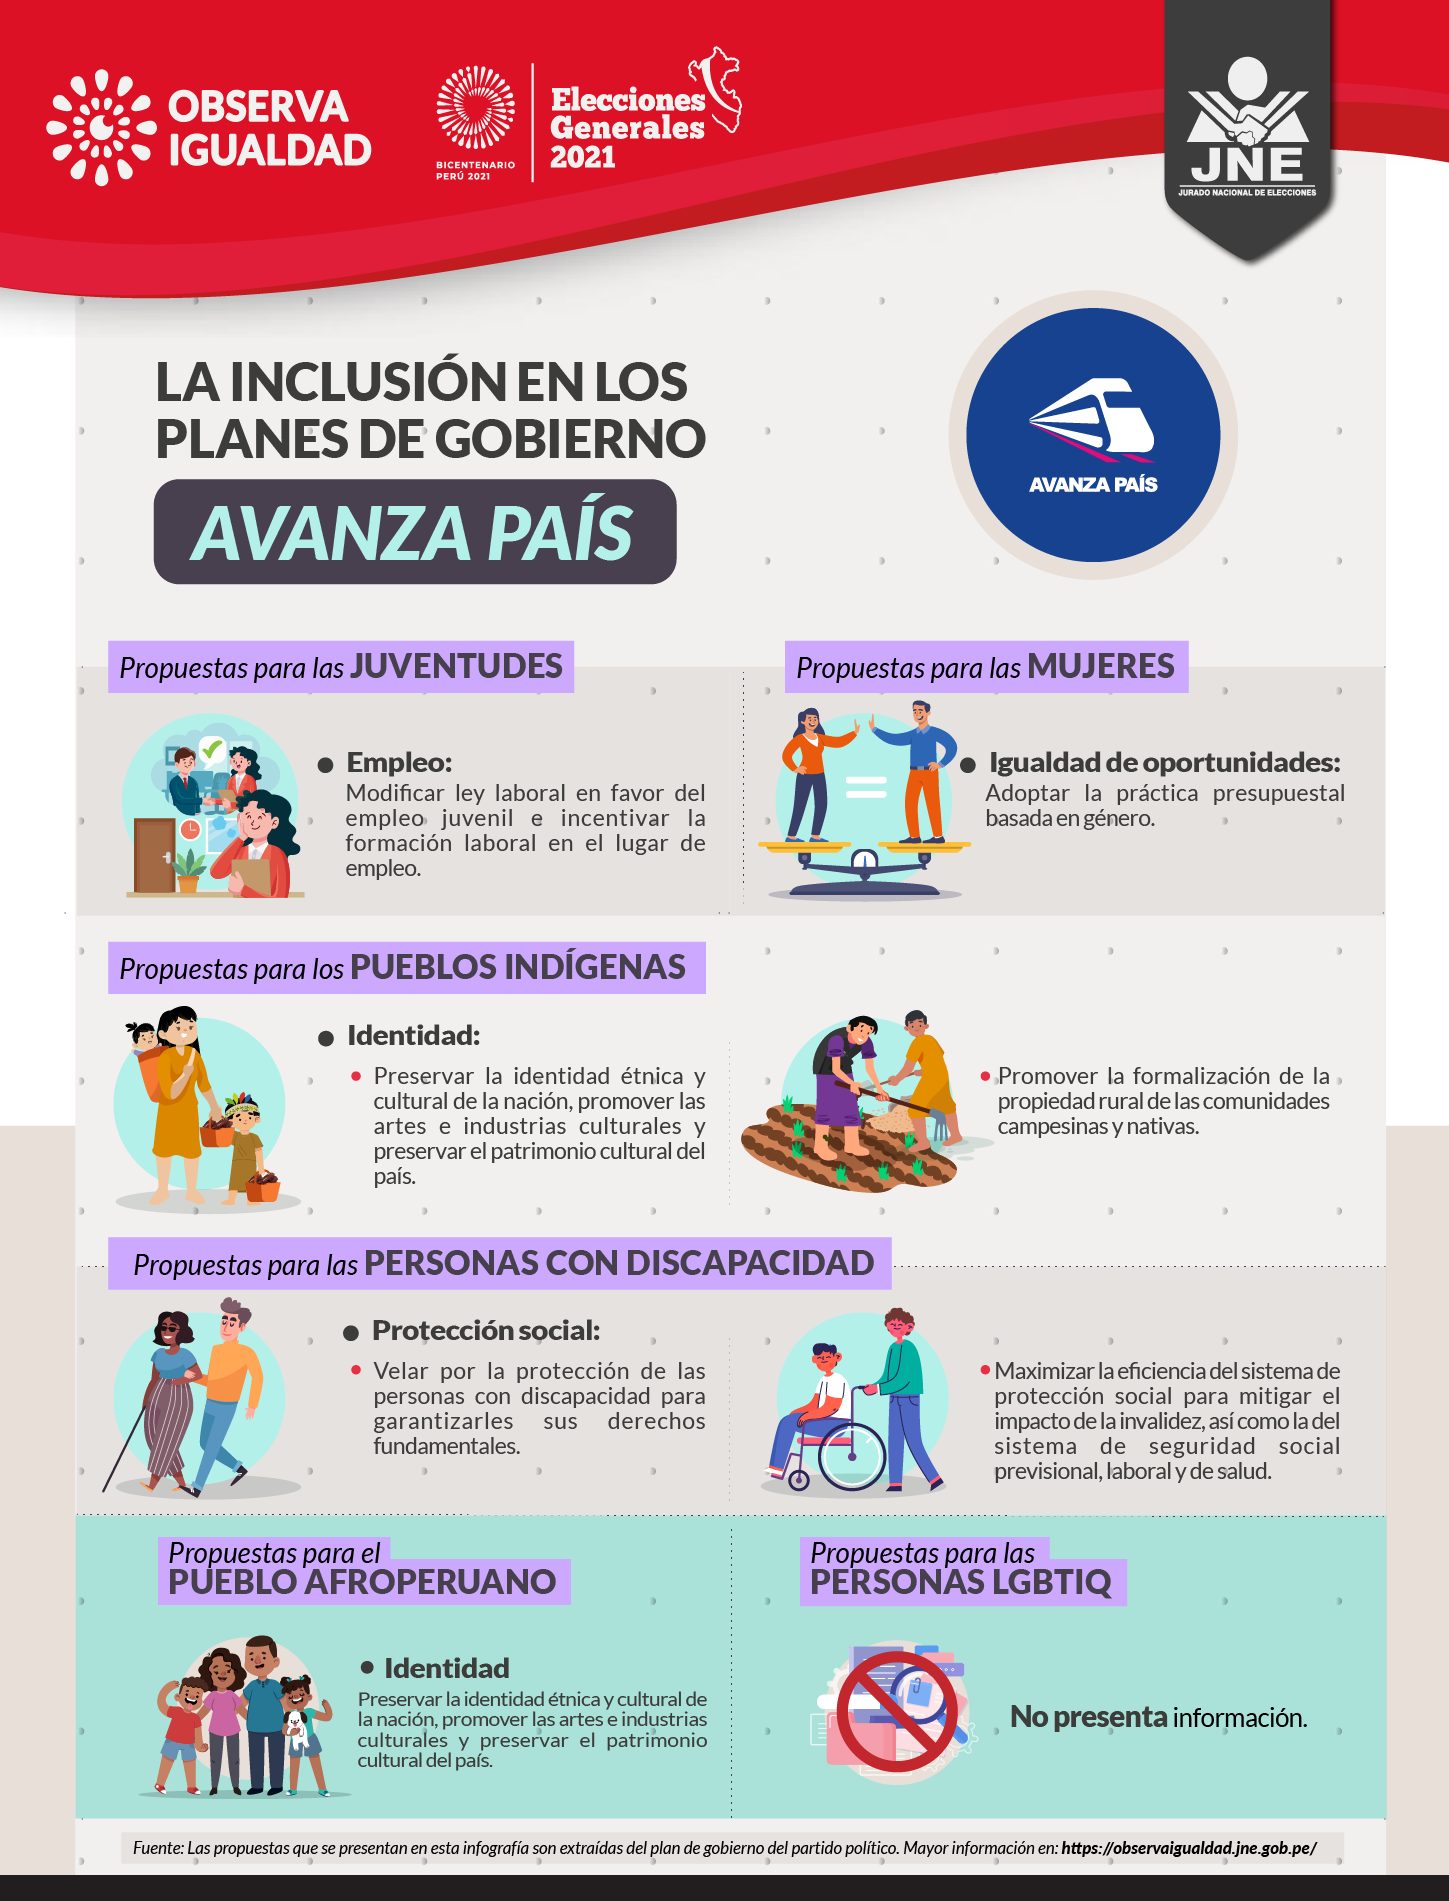 OBSERVA
IGUALDAD
BICENTENARIO
PERÚ 2021
Elecciones
Generales
2021
JNE
JURADO NACIONAL DE ELECCIONES
LA INCLUSIÓN EN LOS
PLANES DE GOBIERNO
AVANZA PAÍS
AVANZA PAÍS
Propuestas para las JUVENTUDES
Empleo:
Modificar ley laboral en favor del
empleo juvenil e incentivar la
formación laboral en el lugar de
empleo.
Propuestas para las MUJERES
Igualdad de oportunidades:
Adoptar la práctica presupuestal
basada en género.
Propuestas para los PUEBLOS INDÍGENAS
Identidad:
Preservar la identidad étnica y
cultural de la nación, promover las
artes e industrias culturales y
preservar el patrimonio cultural del
país.
Promover la formalización de la
propiedad rural de las comunidades
campesinas y nativas.
Propuestas para las PERSONAS CON DISCAPACIDAD
Protección social:
Velar por la protección de las
personas con discapacidad para
garantizarles sus derechos
fundamentales.
Maximizar la eficiencia del sistema de
protección social para mitigar el
impacto de la invalidez, así como la del
sistema de seguridad social
previsional, laboral y de salud.
Propuestas para el
PUEBLO AFROPERUANO
Identidad
Preservar la identidad étnica y cultural de
la nación, promover las artes e industrias
culturales y preservar el patrimonio
cultural del país.
Propuestas para las
PERSONAS LGBTIQ
No presenta información.
Fuente: Las propuestas que se presentan en esta infografía son extraídas del plan de gobierno del partido político. Mayor información en: https://observaigualdad.jne.gob.pe/